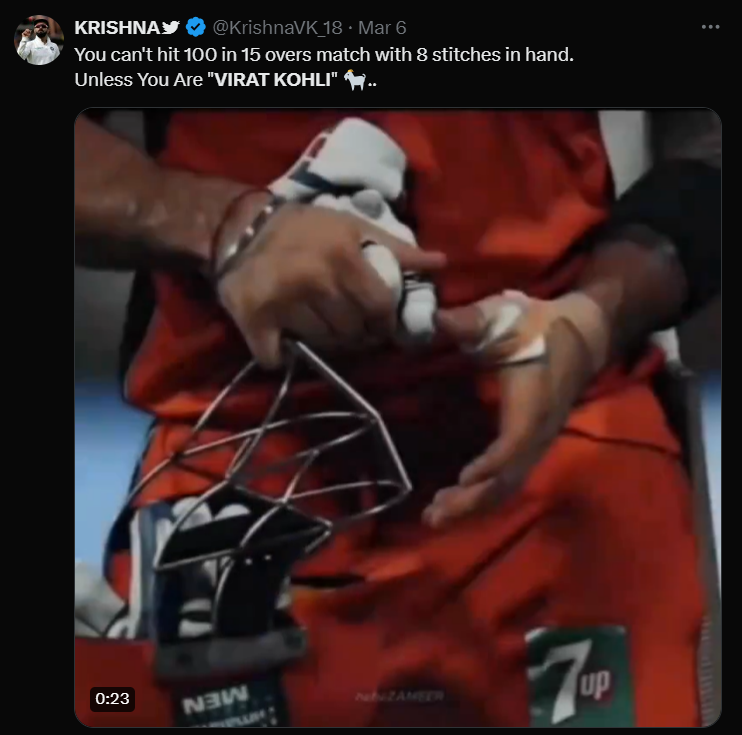 KRISHNA @KrishnaVK_18 · Mar 6
You can't hit 100 in 15 overs match with 8 stitches in hand.
Unless You Are "VIRAT KOHLI" 🐐..
7UP
MEN
0:23